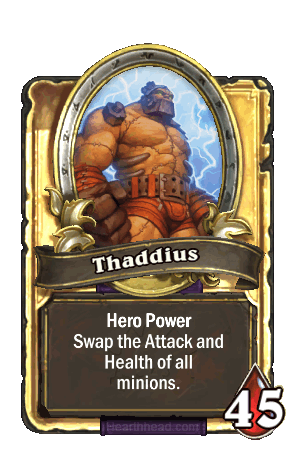 Thaddius
Hero Power
Swap the Attack and
Health of all
minions.
45
Hearthhead.com